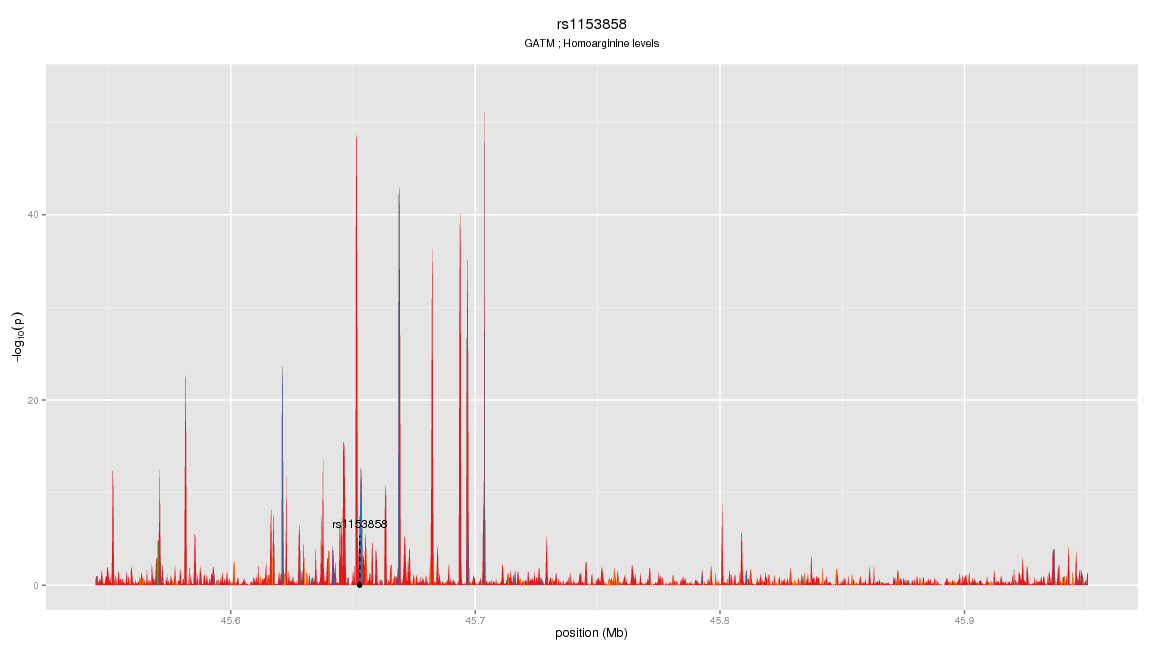 rs1153858
GATM ; Homoarginine levels
−log10(p)
40
20
0
rs1153858
45.6 45.7 45.8 45.9
position (Mb)